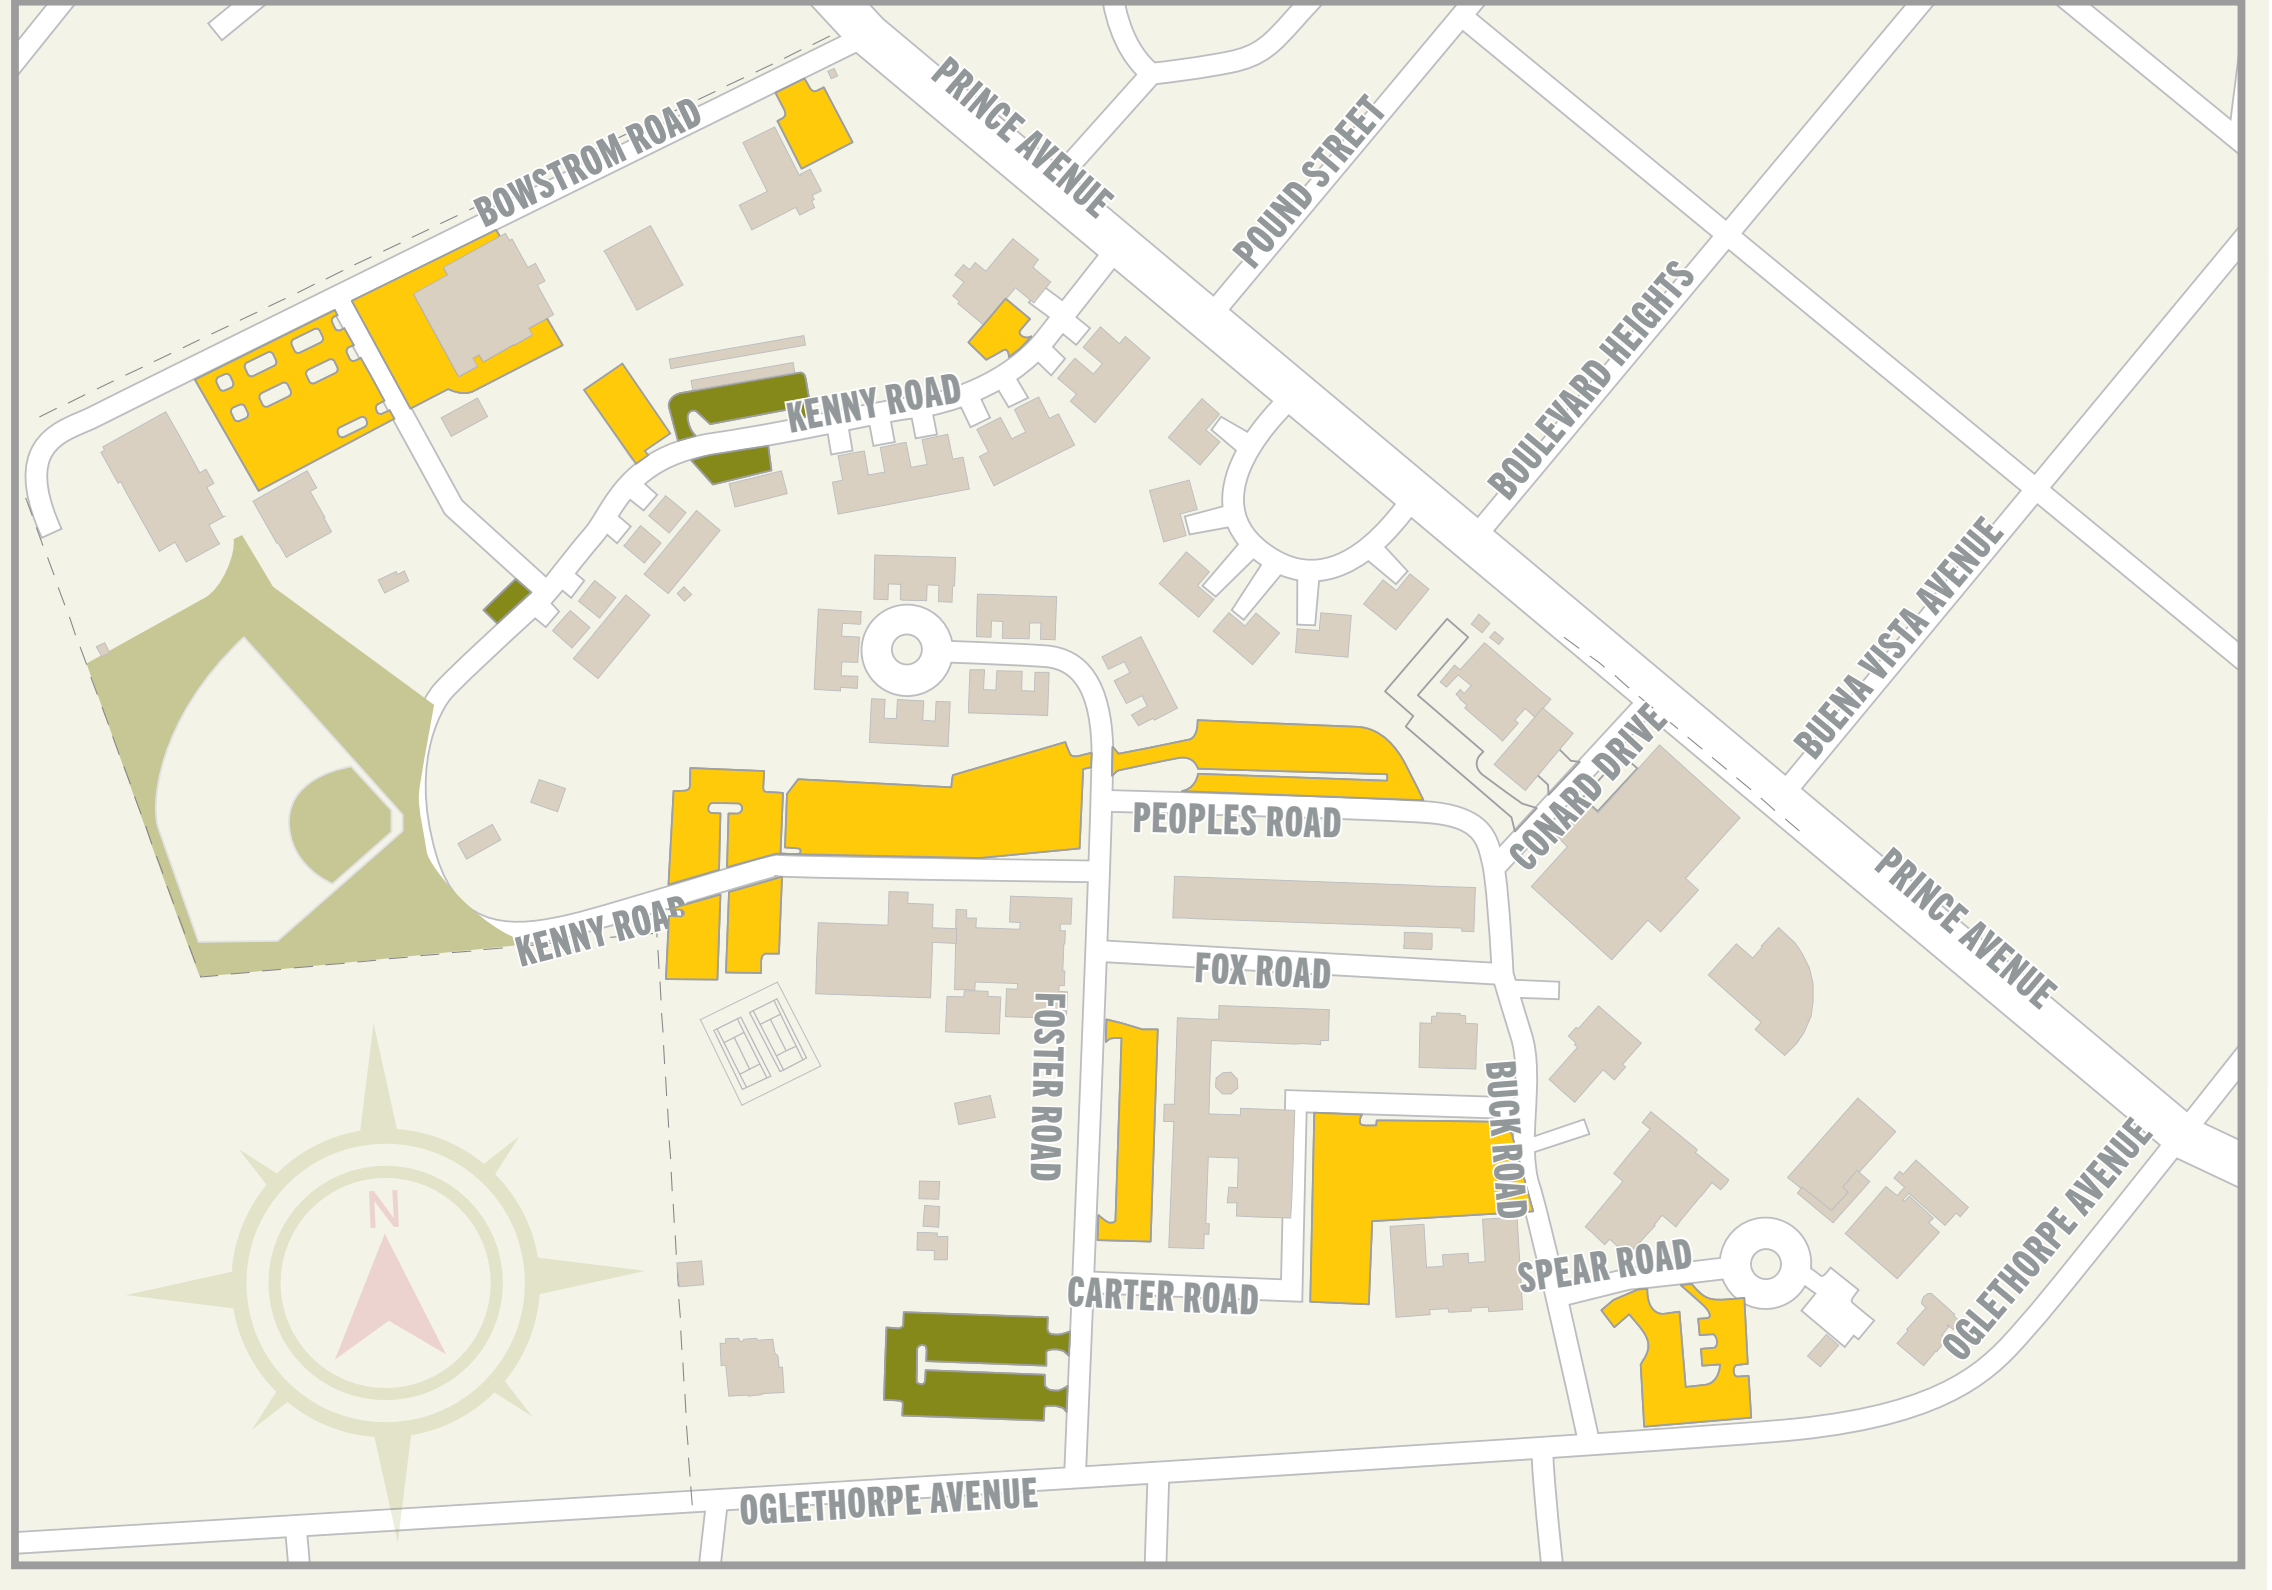 PRINCE AVENUE
BOWSTROM ROAD
POUND STREET
BOULEVARD HEIGHTS
KENNY ROAD
BUENA VISTA AVENUE
CONARD DRIVE
PEOPLES ROAD
KENNY ROAD
PRINCE AVENUE
FOX ROAD
FOSTER ROAD
BUCK ROAD
N
OGLETHORPE AVENUE
SPEAR ROAD
CARTER ROAD
OGLETHORPE AVENUE